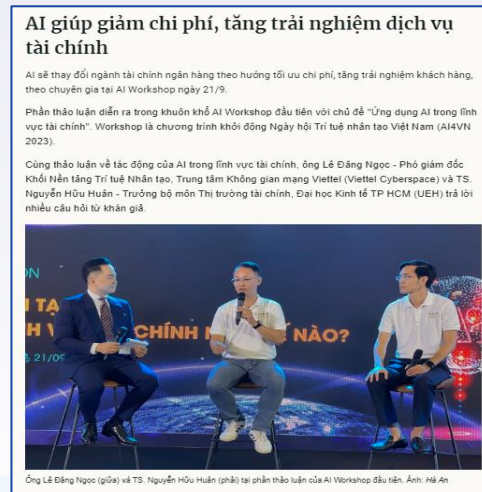 AI giúp giảm chi phí, tăng trải nghiệm dịch vụ
tài chính
AI sẽ thay đổi ngành tài chính ngân hàng theo hướng tối ưu chi phí, tăng trải nghiệm khách hàng,
theo chuyên gia tại AI Workshop ngày 21/9.
Phần thảo luận diễn ra trong khuôn khổ AI Workshop đầu tiên với chủ đề "Ứng dụng AI trong lĩnh
vực tài chính". Workshop là chương trình khởi động Ngày hội Trí tuệ nhân tạo Việt Nam (AI4VN
2023).
Cùng thảo luận về tác động của AI trong lĩnh vực tài chính, ông Lê Đăng Ngọc - Phó giám đốc
Khối Nền tảng Trí tuệ Nhân tạo, Trung tâm Không gian mạng Viettel (Viettel Cyberspace) và TS.
Nguyễn Hữu Huân - Trưởng bộ môn Thị trường tài chính, Đại học Kinh tế TP HCM (UEH) trả lời
nhiều câu hỏi từ khán giả.
ON
TẠ
CHÍNH NẾ NÀO?
21/09
Ông Lê Đăng Ngọc (giữa) và TS. Nguyễn Hữu Huân (phải) tại phần thảo luận của AI Workshop đầu tiên. Ảnh: Hà An